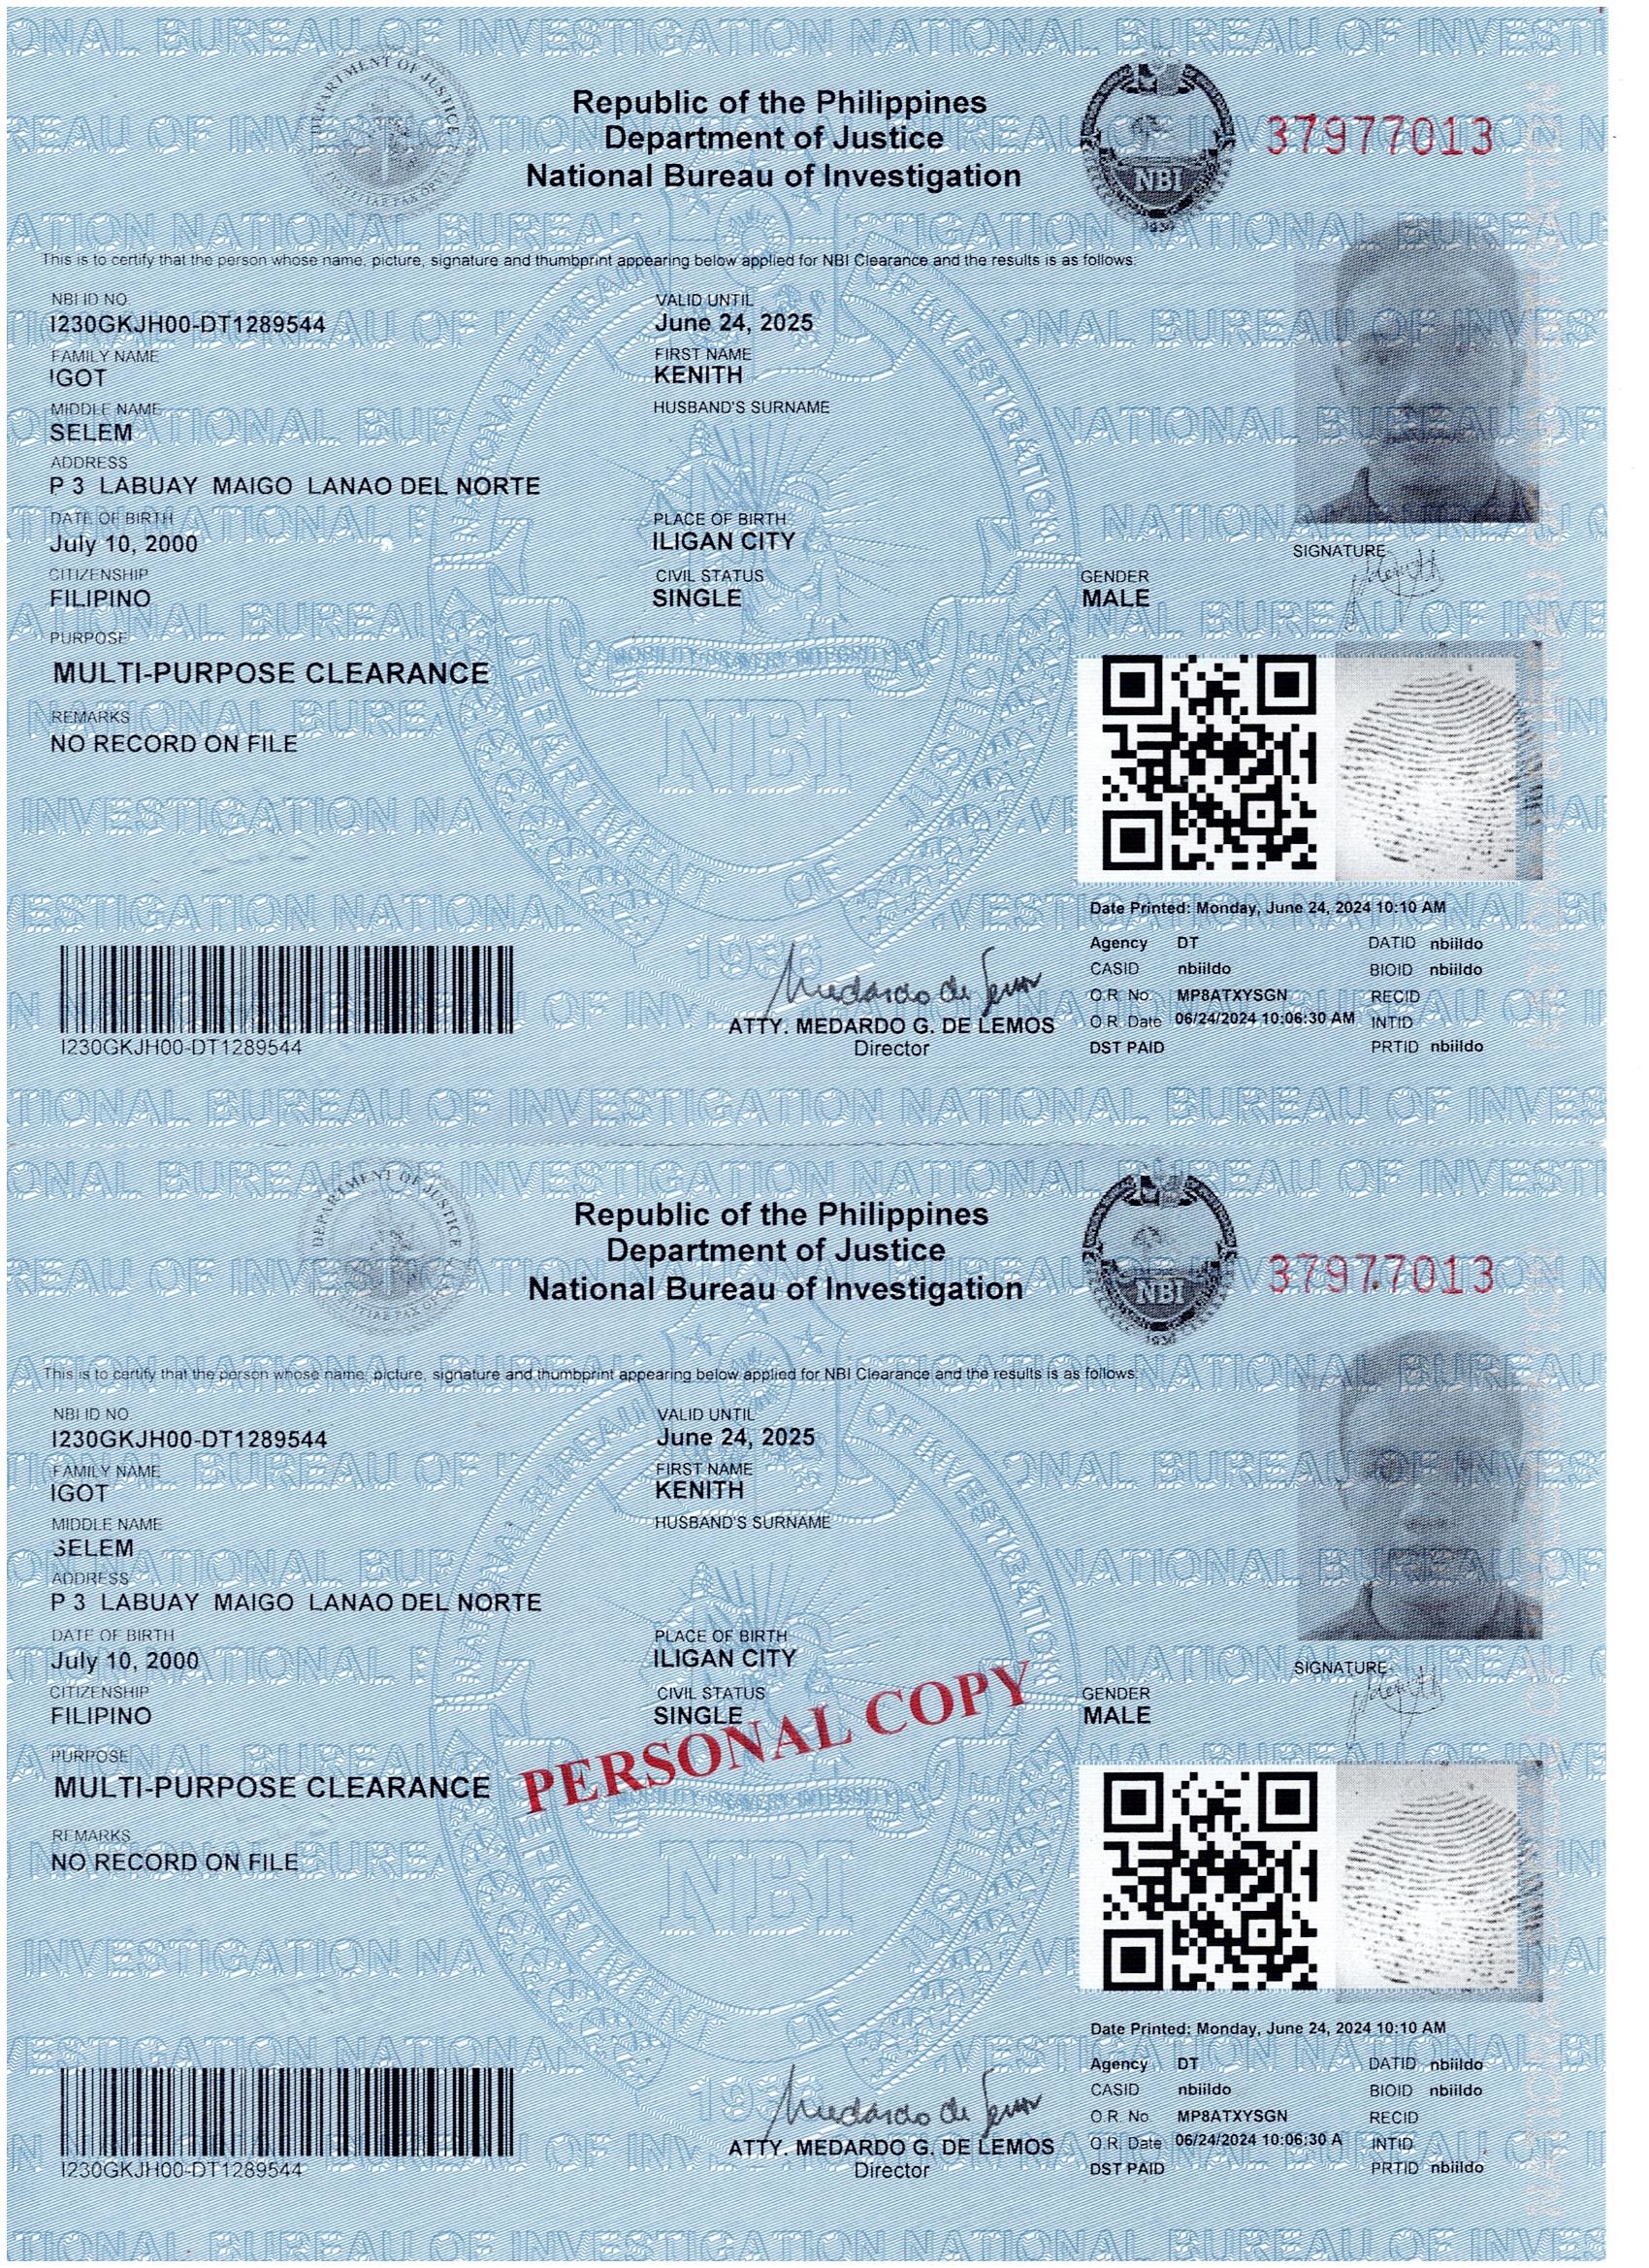 Republic of the Philippines
Department of Justice
National Bureau of Investigation
DEPARTMENT OF JUSTICE
NBI
37977013
This is to certify that the person whose name, picture, signature and thumbprint appearing below applied for NBI Clearance and the results is as follows:
NBI ID NO. VALID UNTIL
I230GKJH00-DT1289544 June 24, 2025
FAMILY NAME FIRST NAME
IGOT KENITH
MIDDLE NAME HUSBAND'S SURNAME
SELEM
ADDRESS
P 3 LABUAY MAIGO LANAO DEL NORTE
DATE OF BIRTH PLACE OF BIRTH
July 10, 2000 ILIGAN CITY
SIGNATURE
CITIZENSHIP CIVIL STATUS GENDER
FILIPINO SINGLE MALE
PURPOSE
MULTI-PURPOSE CLEARANCE
REMARKS
NO RECORD ON FILE
NBI
Date Printed: Monday, June 24, 2024 10:10 AM
Agency DT DATID nbiildo
CASID nbiildo BIOID nbiildo
O.R. No. MP8ATXYSGN RECID
ATTY. MEDARDO G. DE LEMOS O.R. Date 06/24/2024 10:06:30 AM INTID
I230GKJH00-DT1289544 Director DST PAID PRTID nbiildo
NATIONAL BUREAU OF INVESTIGATION
Republic of the Philippines
Department of Justice
National Bureau of Investigation
DEPARTMENT OF JUSTICE
NBI
37977013
This is to certify that the person whose name, picture, signature and thumbprint appearing below applied for NBI Clearance and the results is as follows:
NBI ID NO. VALID UNTIL
I230GKJH00-DT1289544 June 24, 2025
FAMILY NAME FIRST NAME
IGOT KENITH
MIDDLE NAME HUSBAND'S SURNAME
SELEM
ADDRESS
P 3 LABUAY MAIGO LANAO DEL NORTE
DATE OF BIRTH PLACE OF BIRTH
July 10, 2000 ILIGAN CITY
SIGNATURE
CITIZENSHIP CIVIL STATUS GENDER
FILIPINO SINGLE MALE
PERSONAL COPY
PURPOSE
MULTI-PURPOSE CLEARANCE
REMARKS
NO RECORD ON FILE
NBI
Date Printed: Monday, June 24, 2024 10:10 AM
Agency DT DATID nbiildo
CASID nbiildo BIOID nbiildo
O.R. No. MP8ATXYSGN RECID
ATTY. MEDARDO G. DE LEMOS O.R. Date 06/24/2024 10:06:30 A INTID
I230GKJH00-DT1289544 Director DST PAID PRTID nbiildo